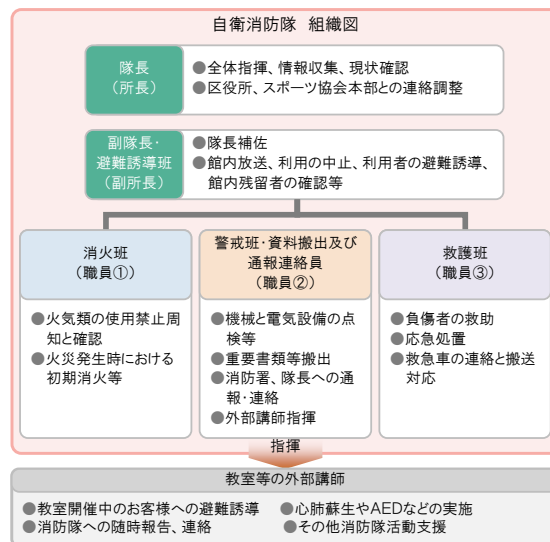 自衛消防隊 組織図
隊長
（所長）
●全体指揮、情報収集、現状確認
●区役所、スポーツ協会本部との連絡調整
副隊長・
避難誘導班
（副所長）
●隊長補佐
●館内放送、利用の中止、利用者の避難誘導、
館内残留者の確認等
消火班
（職員①）
●火気類の使用禁止周
知と確認
●火災発生時における
初期消火等
警戒班・資料搬出及び
通報連絡員
（職員②）
●機械と電気設備の点
検等
●重要書類等搬出
●消防署、隊長への通
報・連絡
●外部講師指揮
救護班
（職員③）
●負傷者の救助
●応急処置
●救急車の連絡と搬送
対応
指揮
教室等の外部講師
●教室開催中のお客様への避難誘導
●消防隊への随時報告、連絡
●心肺蘇生やAEDなどの実施
●その他消防隊活動支援